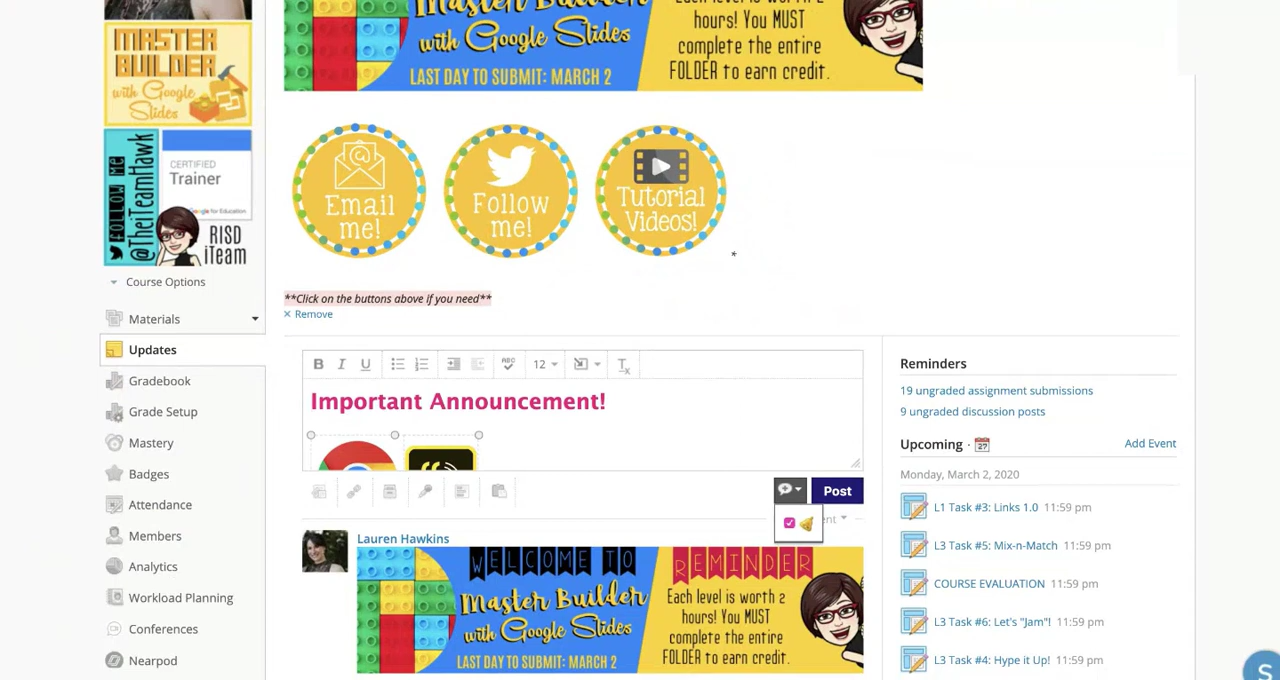 Master Builder
with Google Slides
LAST DAY TO SUBMIT: MARCH 2
hours! You MUST
complete the entire
FOLDER to earn credit.
MASTER
BUILDER
with Google
Slides
FOLLOW ME
@TheiTeamHawk
CERTIFIED
Trainer
for Education
RISD
iTeam
Email
me!
Follow
me!
Tutorial
Videos!
*
**Click on the buttons above if you need**
× Remove
Course Options
Materials
Updates
Gradebook
Grade Setup
Mastery
Badges
Attendance
Members
Analytics
Workload Planning
Conferences
Nearpod
B I U ABC 12 Tx
Important Announcement!
Post
Lauren Hawkins
WELCOME TO
Master Builder
with Google Slides
LAST DAY TO SUBMIT: MARCH 2
REMINDER
Each level is worth 2
hours! You MUST
complete the entire
FOLDER to earn credit.
Reminders
19 ungraded assignment submissions
9 ungraded discussion posts
Upcoming · 27 Add Event
Monday, March 2, 2020
L1 Task #3: Links 1.0 11:59 pm
L3 Task #5: Mix-n-Match 11:59 pm
COURSE EVALUATION 11:59 pm
L3 Task #6: Let's "Jam"! 11:59 pm
L3 Task #4: Hype it Up! 11:59 pm
S